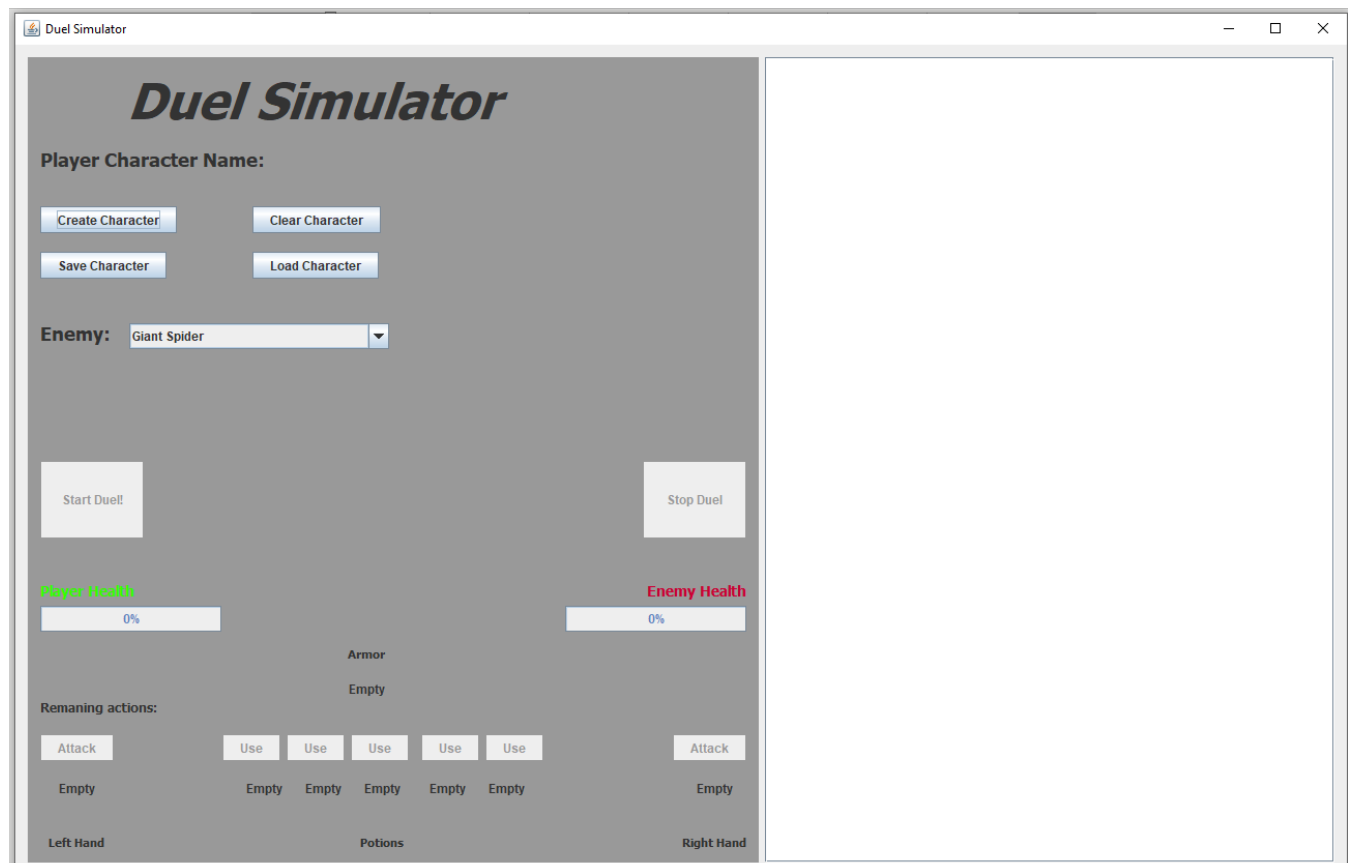 Duel Simulator
Duel Simulator
Player Character Name:
Create Character Clear Character
Save Character Load Character
Enemy: Giant Spider
Start Duel! Stop Duel
Player Health Enemy Health
0% 0%
Armor
Empty
Remaning actions:
Attack Use Use Use Use Use Attack
Empty Empty Empty Empty Empty Empty Empty
Left Hand Potions Right Hand